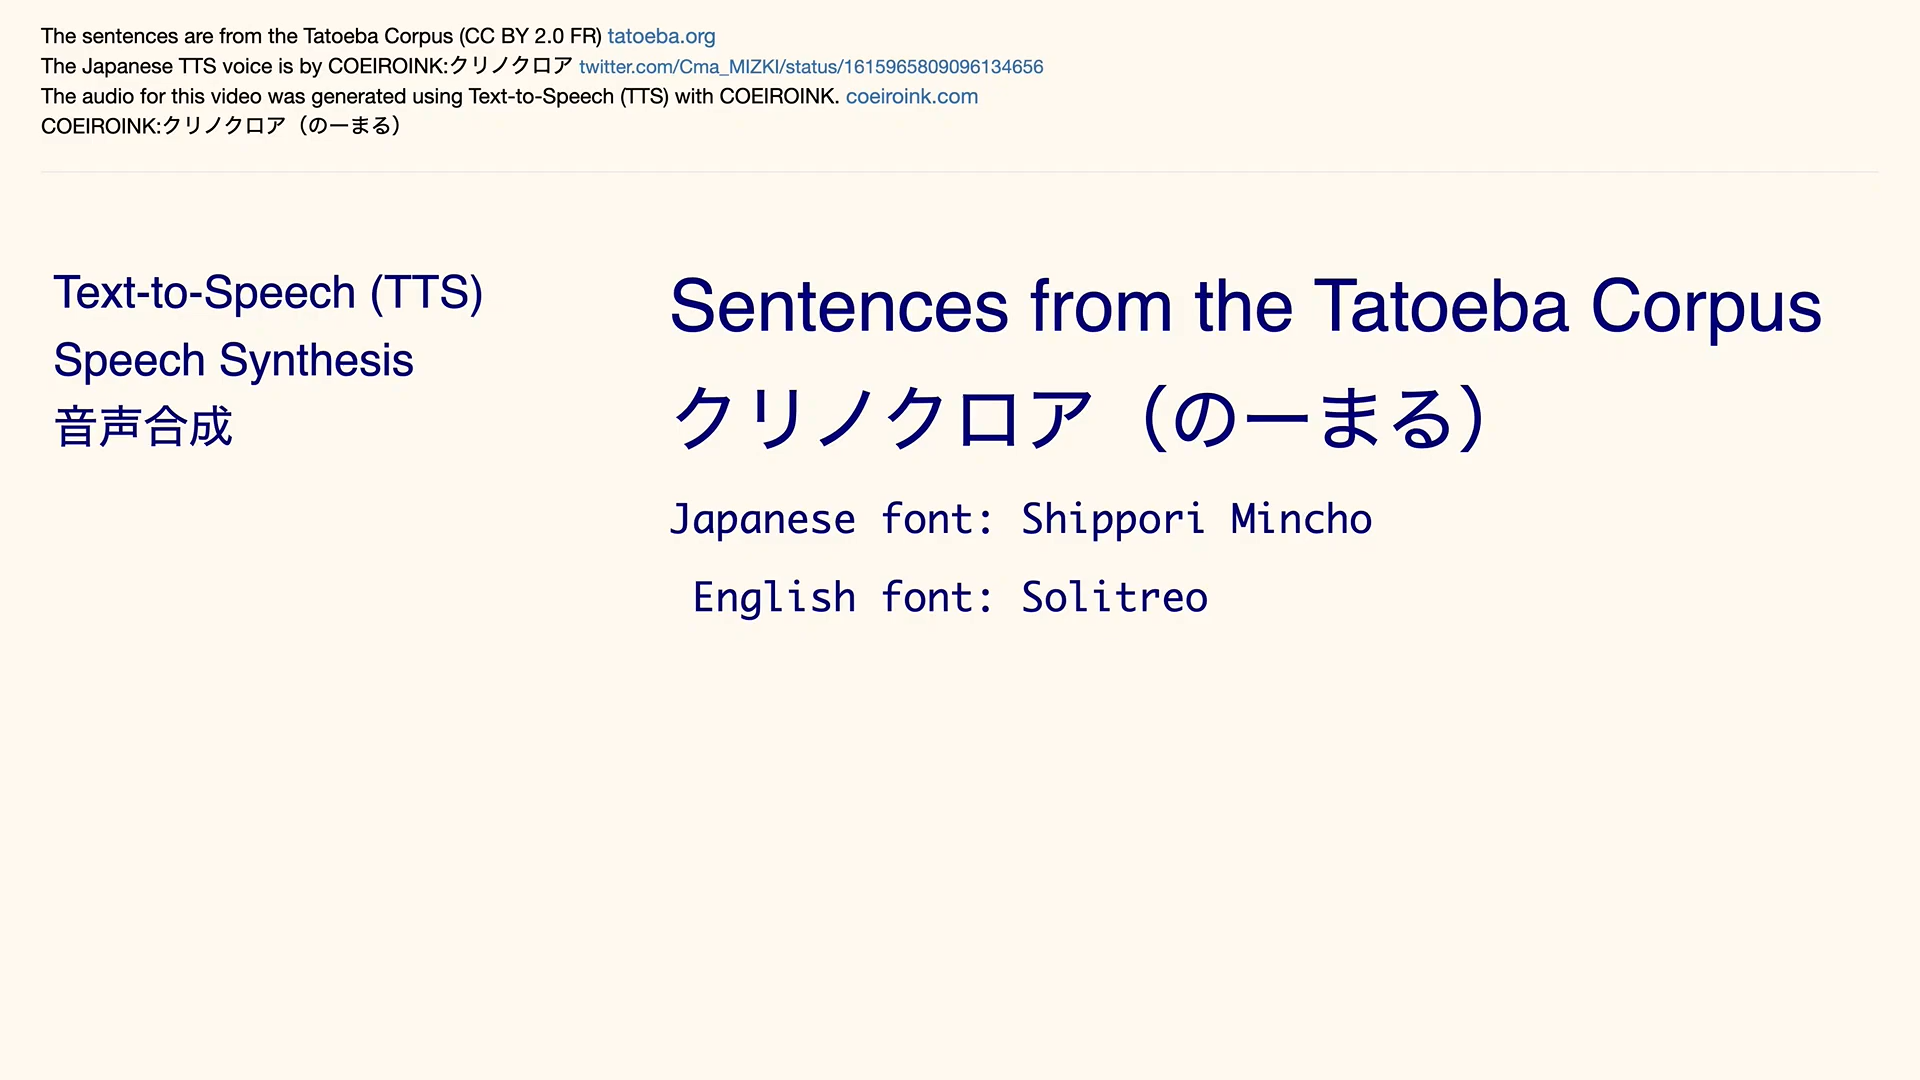 The sentences are from the Tatoeba Corpus (CC BY 2.0 FR) tatoeba.org
The Japanese TTS voice is by COEIROINK:クリノクロア twitter.com/Cma_MIZKI/status/1615965809096134656
The audio for this video was generated using Text-to-Speech (TTS) with COEIROINK. coeiroink.com
COEIROINK:クリノクロア（のーまる）
Text-to-Speech (TTS)
Speech Synthesis
音声合成
Sentences from the Tatoeba Corpus
クリノクロア（のーまる）
Japanese font: Shippori Mincho
English font: Solitreo